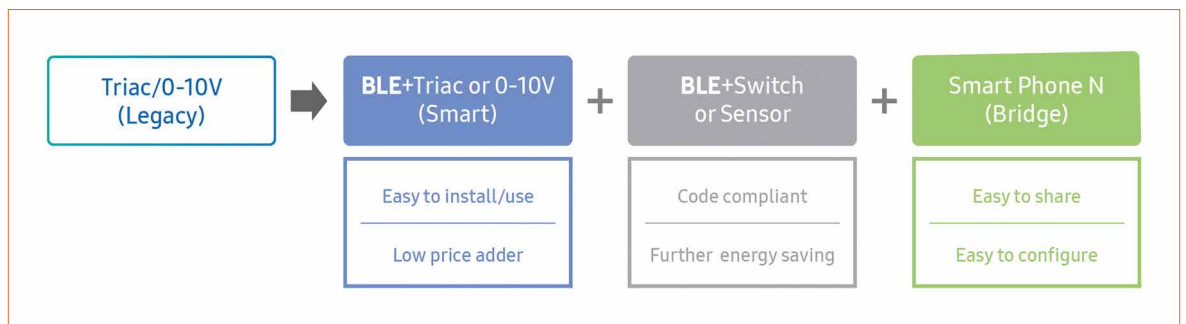 Triac/0-10V
(Legacy)
BLE+Triac or 0-10V
(Smart)
+
BLE+Switch
or Sensor
+
Smart Phone N
(Bridge)
Easy to install/use
Low price adder
Code compliant
Further energy saving
Easy to share
Easy to configure